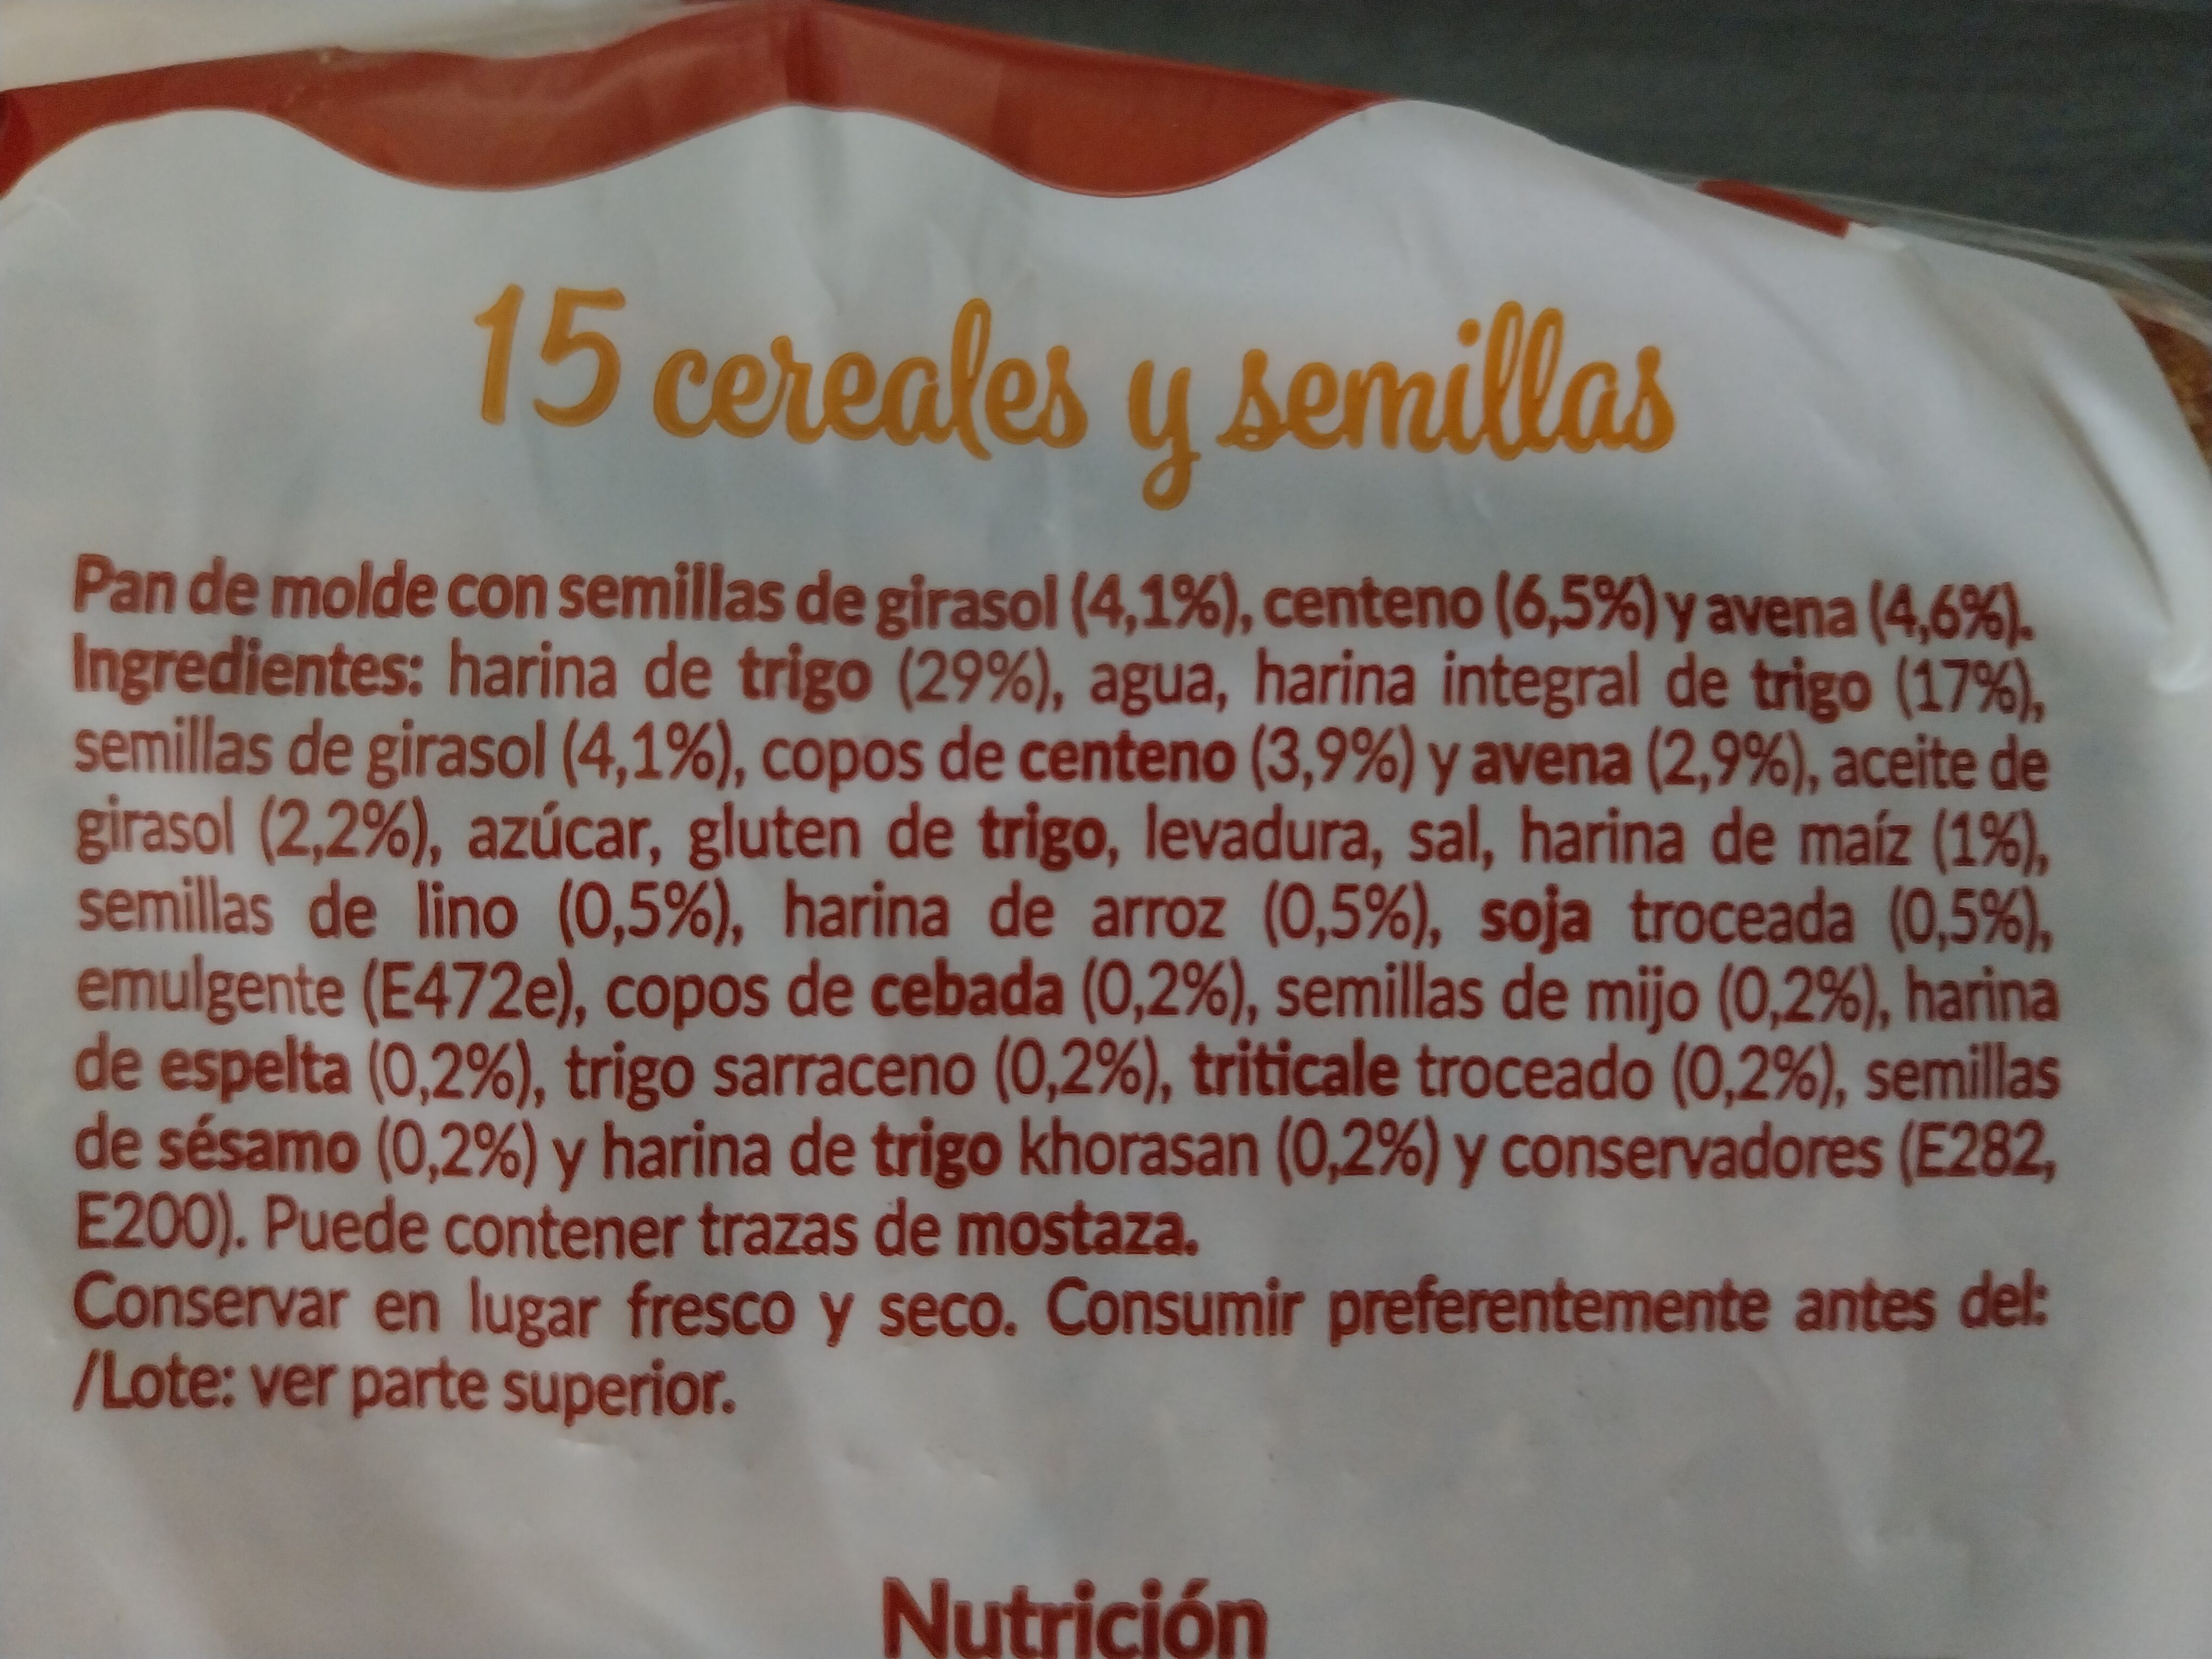 15 cereales y semillas
Pan de molde con semillas de girasol (4,1%), centeno (6,5%) y avena (4,6%).
Ingredientes: harina de trigo (29%), agua, harina integral de trigo (17%),
semillas de girasol (4,1%), copos de centeno (3,9%) y avena (2,9%), aceite de
girasol (2,2%), azúcar, gluten de trigo, levadura, sal, harina de maíz (1%),
semillas de lino (0,5%), harina de arroz (0,5%), soja troceada (0,5%),
emulgente (E472e), copos de cebada (0,2%), semillas de mijo (0,2%), harina
de espelta (0,2%), trigo sarraceno (0,2%), triticale troceado (0,2%), semillas
de sésamo (0,2%) y harina de trigo khorasan (0,2%) y conservadores (E282,
E200). Puede contener trazas de mostaza.
Conservar en lugar fresco y seco. Consumir preferentemente antes del:
/Lote: ver parte superior.
Nutrición